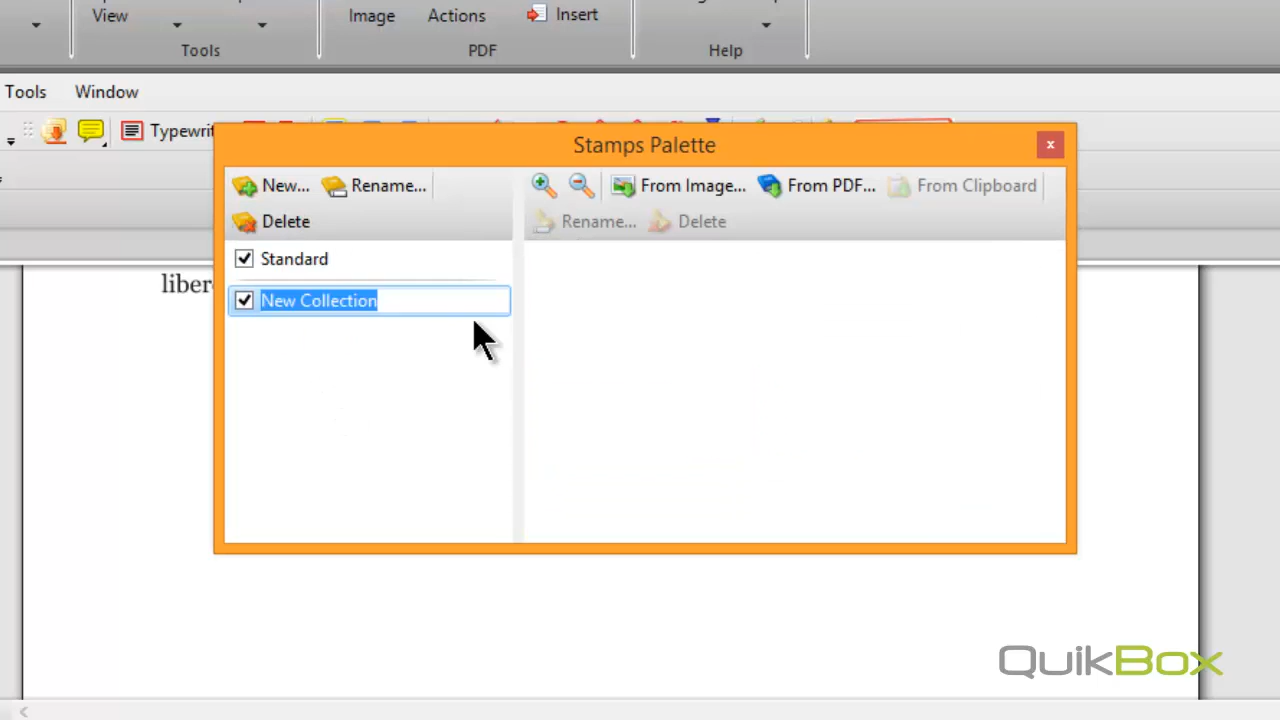 View
Image
Actions
Insert
Tools
PDF
Help
Tools Window
Typewrit
Stamps Palette
x
New... Rename...
From Image... From PDF... From Clipboard
Delete
Rename... Delete
Standard
New Collection
liber
QuikBox